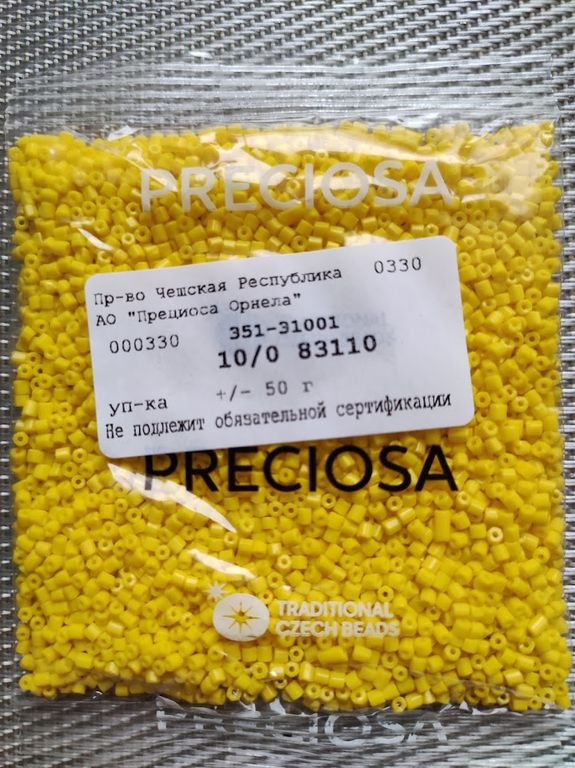 PRECIOSA
Пр-во Чешская Республика 0330
АО "Прециоса Орнела"
351-31001
000330
10/0 83110
уп-ка +/- 50 г
Не подлежит обязательной сертификации
PRECIOSA
TRADITIONAL
CZECH BEADS
PRECIOSA